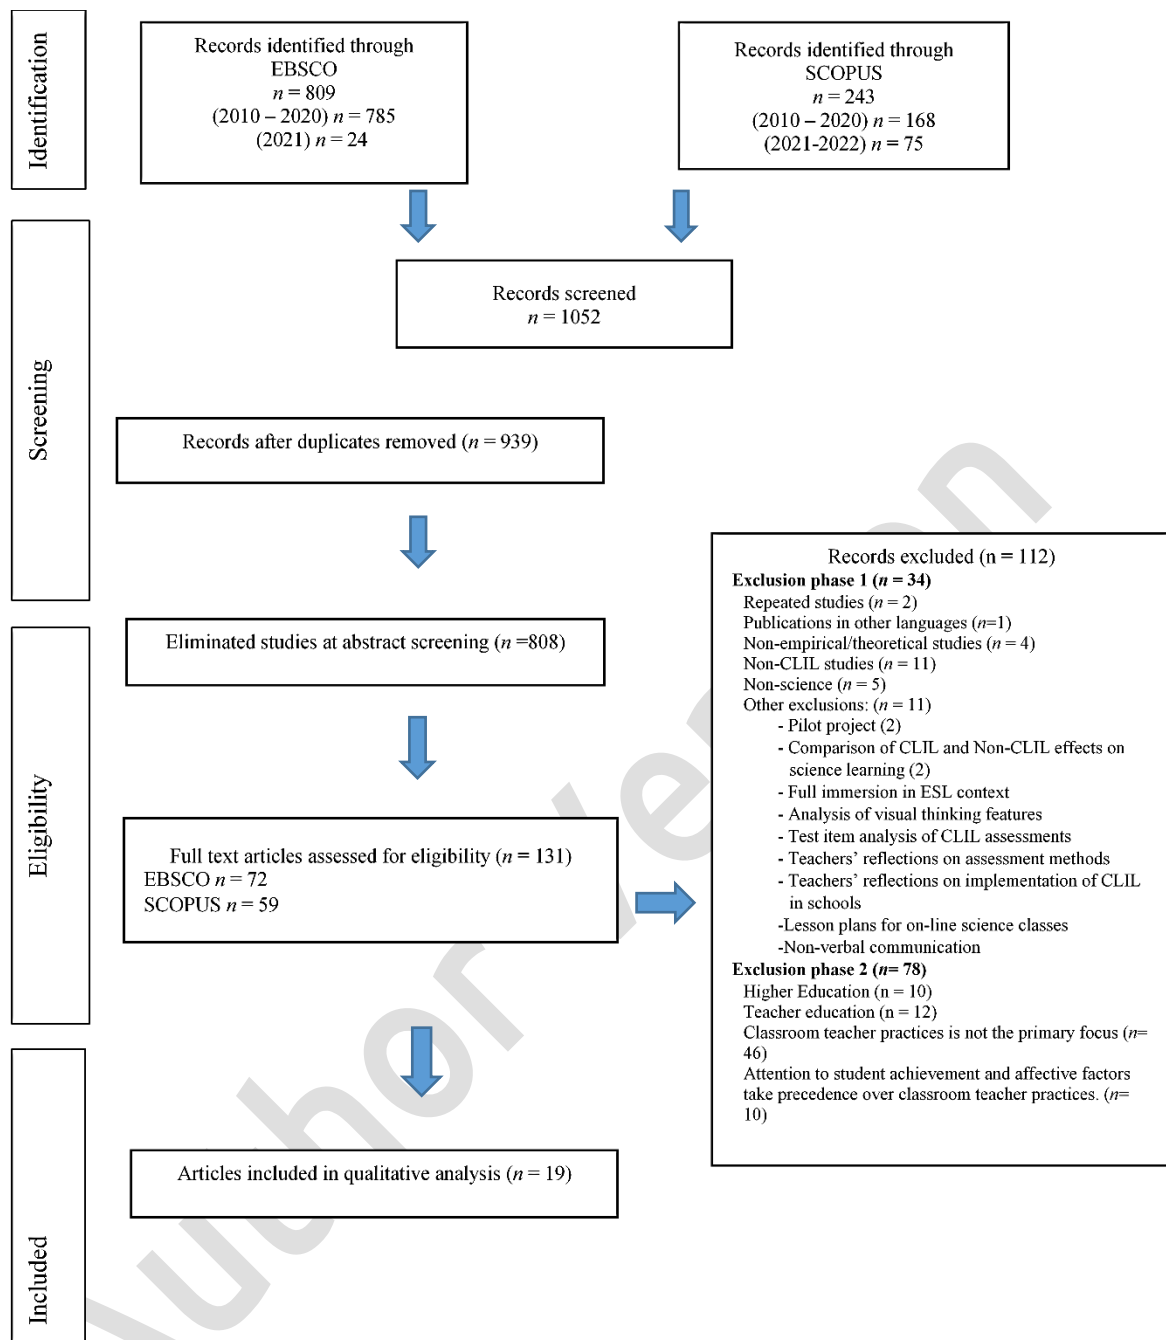 Identification
Records identified through
EBSCO
n = 809
(2010 – 2020) n = 785
(2021) n = 24
Records identified through
SCOPUS
n = 243
(2010 – 2020) n = 168
(2021-2022) n = 75
Screening
Records screened
n = 1052
Records after duplicates removed (n = 939)
Eligibility
Eliminated studies at abstract screening (n =808)
Full text articles assessed for eligibility (n = 131)
EBSCO n = 72
SCOPUS n = 59
Records excluded (n = 112)
Exclusion phase 1 (n = 34)
Repeated studies (n = 2)
Publications in other languages (n=1)
Non-empirical/theoretical studies (n = 4)
Non-CLIL studies (n = 11)
Non-science (n = 5)
Other exclusions: (n = 11)
- Pilot project (2)
- Comparison of CLIL and Non-CLIL effects on
science learning (2)
- Full immersion in ESL context
- Analysis of visual thinking features
- Test item analysis of CLIL assessments
- Teachers’ reflections on assessment methods
- Teachers’ reflections on implementation of CLIL
in schools
-Lesson plans for on-line science classes
-Non-verbal communication
Exclusion phase 2 (n= 78)
Higher Education (n = 10)
Teacher education (n = 12)
Classroom teacher practices is not the primary focus (n=
46)
Attention to student achievement and affective factors
take precedence over classroom teacher practices. (n=
10)
Included
Articles included in qualitative analysis (n = 19)
Author Version